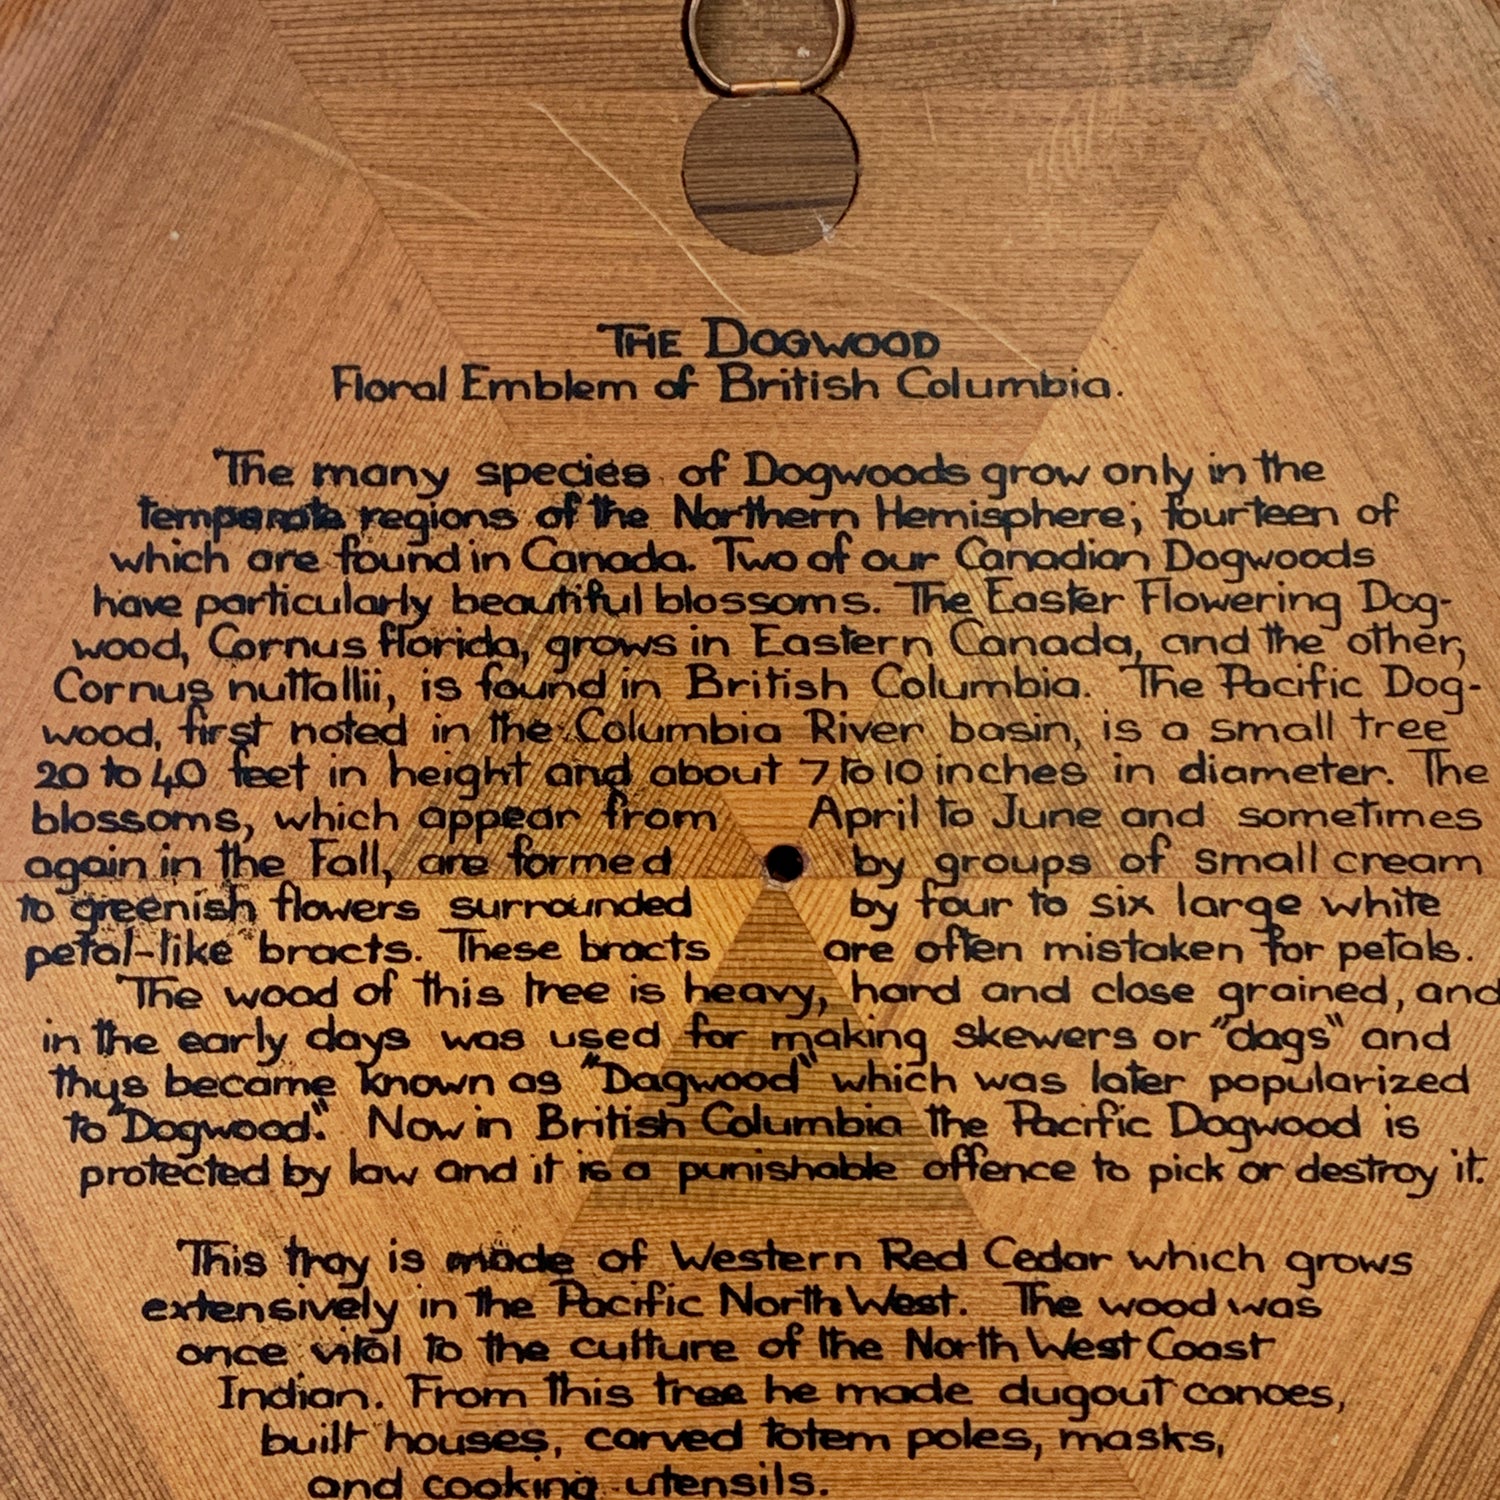 THE DOGWOOD
Floral Emblem of British Columbia.
The many species of Dogwoods grow only in the
temperate regions of the Northern Hemisphere; fourteen of
which are found in Canada. Two of our Canadian Dogwoods
have particularly beautiful blossoms. The Easter Flowering Dog-
wood, Cornus florida, grows in Eastern Canada, and the other,
Cornus nuttallii, is found in British Columbia. The Pacific Dog-
wood, first noted in the Columbia River basin, is a small tree
20 to 40 feet in height and about 7 to 10 inches in diameter. The
blossoms, which appear from April to June and sometimes
again in the Fall, are formed by groups of small cream
to greenish flowers surrounded by four to six large white
petal-like bracts. These bracts are often mistaken for petals.
The wood of this tree is heavy, hard and close grained, and
in the early days was used for making skewers or "dags" and
thus became known as "Dagwood" which was later popularized
to "Dogwood". Now in British Columbia the Pacific Dogwood is
protected by law and it is a punishable offence to pick or destroy it.
This tray is made of Western Red Cedar which grows
extensively in the Pacific North West. The wood was
once vital to the culture of the North West Coast
Indian. From this tree he made dugout canoes,
built houses, carved totem poles, masks,
and cooking utensils.